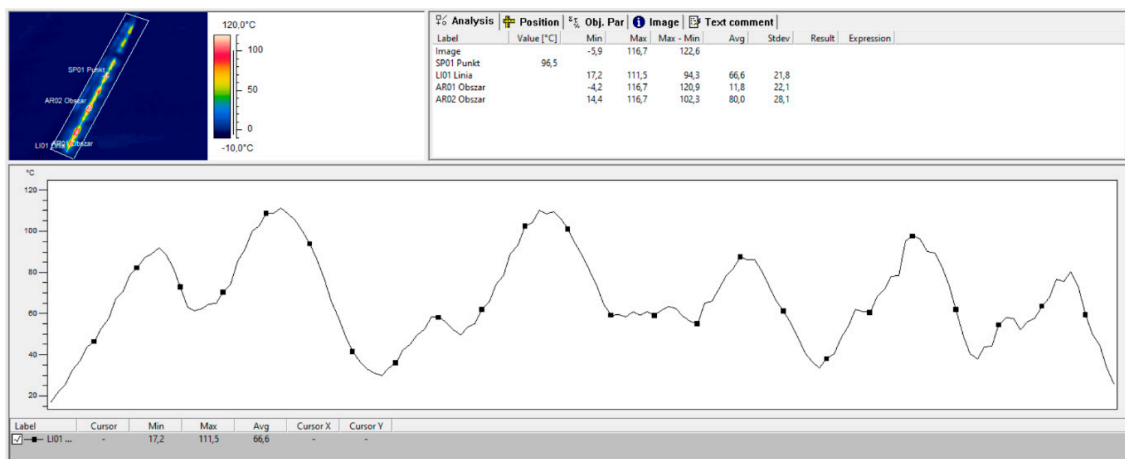 120,0°C
100
50
0
-10,0°C
SP01 Punkt
AR02 Obszar
LI01 Linia
AR01 Obszar
Analysis Position Obj. Par Image Text comment
Label Value [°C] Min Max Max - Min Avg Stdev Result Expression
Image -5,9 116,7 122,6
SP01 Punkt 96,5
LI01 Linia 17,2 111,5 94,3 66,6 21,8
AR01 Obszar -4,2 116,7 120,9 11,8 22,1
AR02 Obszar 14,4 116,7 102,3 80,0 28,1
°C
120
100
80
60
40
20
Label Cursor Min Max Avg Cursor X Cursor Y
LI01 ... - 17,2 111,5 66,6 - -